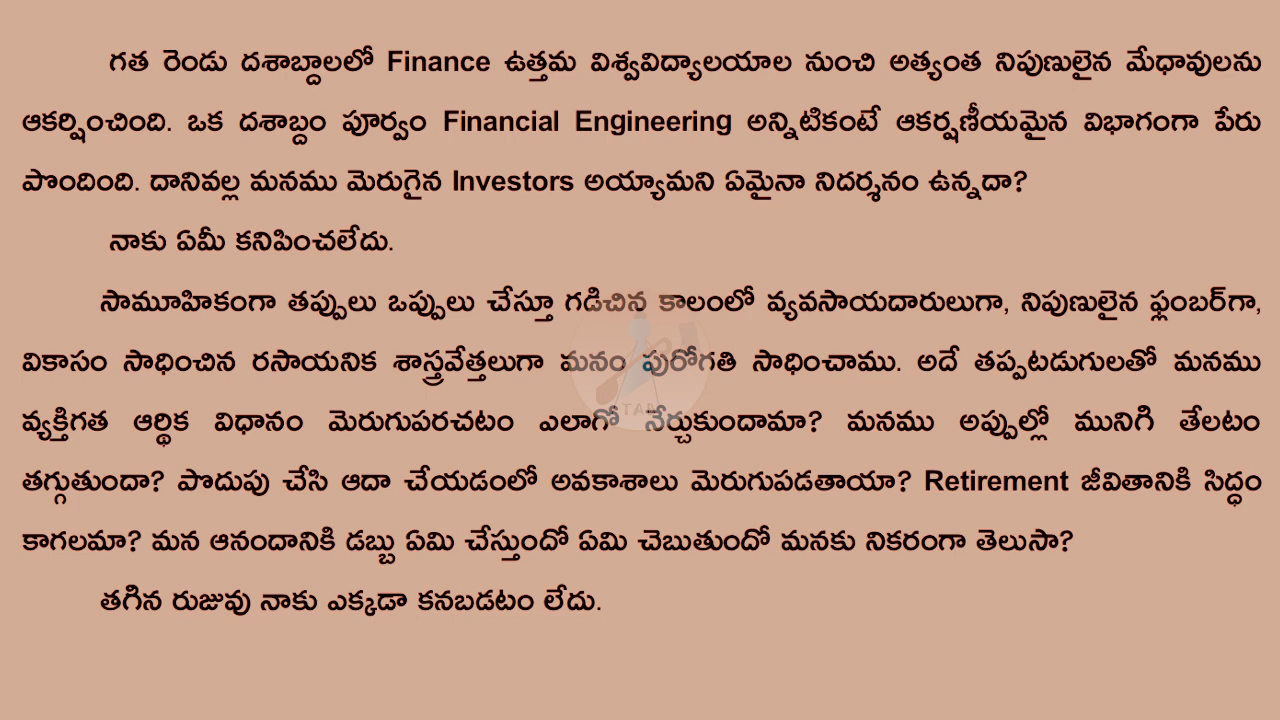 గత రెండు దశాబ్దాలలో Finance ఉత్తమ విశ్వవిద్యాలయాల నుంచి అత్యంత నిపుణులైన మేధావులను
ఆకర్షించింది. ఒక దశాబ్దం పూర్వం Financial Engineering అన్నిటికంటే ఆకర్షణీయమైన విభాగంగా పేరు
పొందింది. దానివల్ల మనము మెరుగైన Investors అయ్యామని ఏమైనా నిదర్శనం ఉన్నదా?
నాకు ఏమీ కనిపించలేదు.
సామూహికంగా తప్పులు ఒప్పులు చేస్తూ గడిచిన కాలంలో వ్యవసాయదారులుగా, నిపుణులైన ఫ్లంబర్‌గా,
వికాసం సాధించిన రసాయనిక శాస్త్రవేత్తలుగా మనం పురోగతి సాధించాము. అదే తప్పటడుగులతో మనము
వ్యక్తిగత ఆర్థిక విధానం మెరుగుపరచటం ఎలాగో నేర్చుకుందామా? మనము అప్పుల్లో మునిగి తేలటం
తగ్గుతుందా? పొదుపు చేసి ఆదా చేయడంలో అవకాశాలు మెరుగుపడతాయా? Retirement జీవితానికి సిద్ధం
కాగలమా? మన ఆనందానికి డబ్బు ఏమి చేస్తుందో ఏమి చెబుతుందో మనకు నికరంగా తెలుసా?
తగిన రుజువు నాకు ఎక్కడా కనబడటం లేదు.